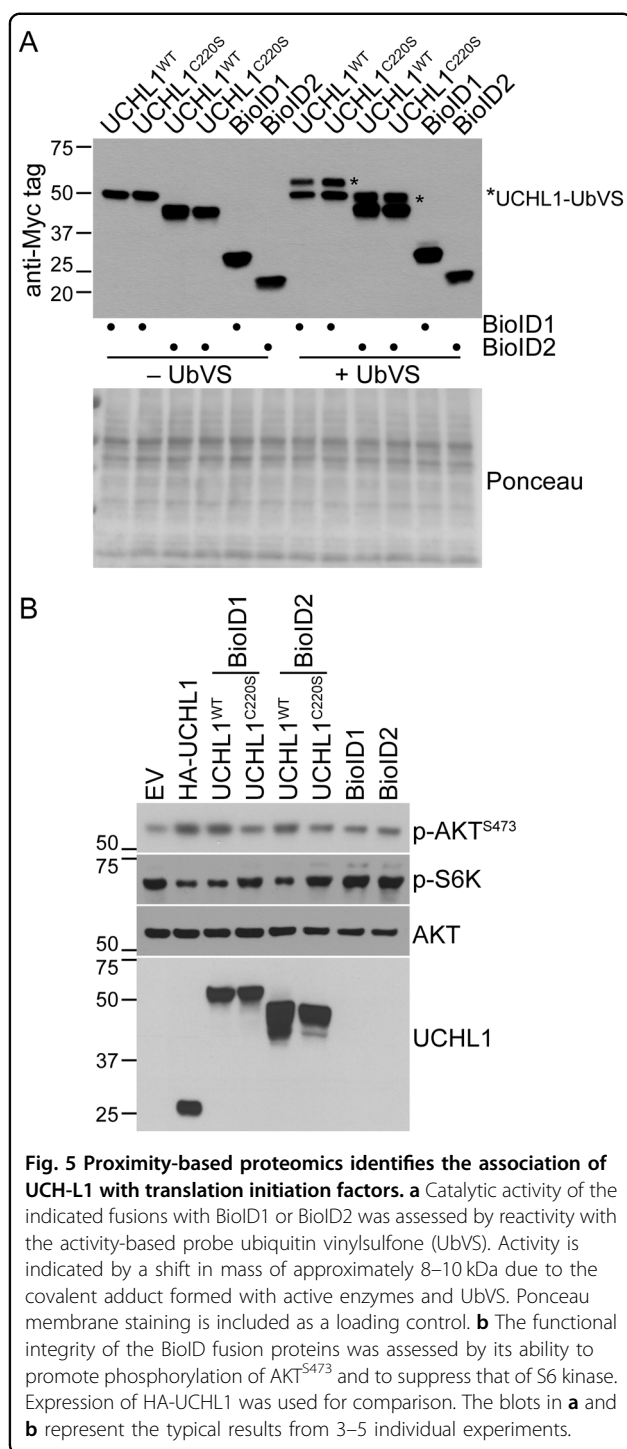 A
UCHL1WT UCHL1C220S UCHL1WT UCHL1C220S BioID1 BioID2 UCHL1WT UCHL1C220S UCHL1WT UCHL1C220S BioID1 BioID2
anti-Myc tag
75
50
37
25
20
* *
*UCHL1-UbVS
• • • • • • BioID1
• • • • • • BioID2
– UbVS + UbVS
Ponceau
B
BioID1 BioID2
EV HA-UCHL1 UCHL1WT UCHL1C220S UCHL1WT UCHL1C220S BioID1 BioID2
50 p-AKTS473
75
p-S6K
50 AKT
75
50
37
25
UCHL1
Fig. 5 Proximity-based proteomics identifies the association of
UCH-L1 with translation initiation factors. a Catalytic activity of the
indicated fusions with BioID1 or BioID2 was assessed by reactivity with
the activity-based probe ubiquitin vinylsulfone (UbVS). Activity is
indicated by a shift in mass of approximately 8–10 kDa due to the
covalent adduct formed with active enzymes and UbVS. Ponceau
membrane staining is included as a loading control. b The functional
integrity of the BioID fusion proteins was assessed by its ability to
promote phosphorylation of AKTS473 and to suppress that of S6 kinase.
Expression of HA-UCHL1 was used for comparison. The blots in a and
b represent the typical results from 3–5 individual experiments.